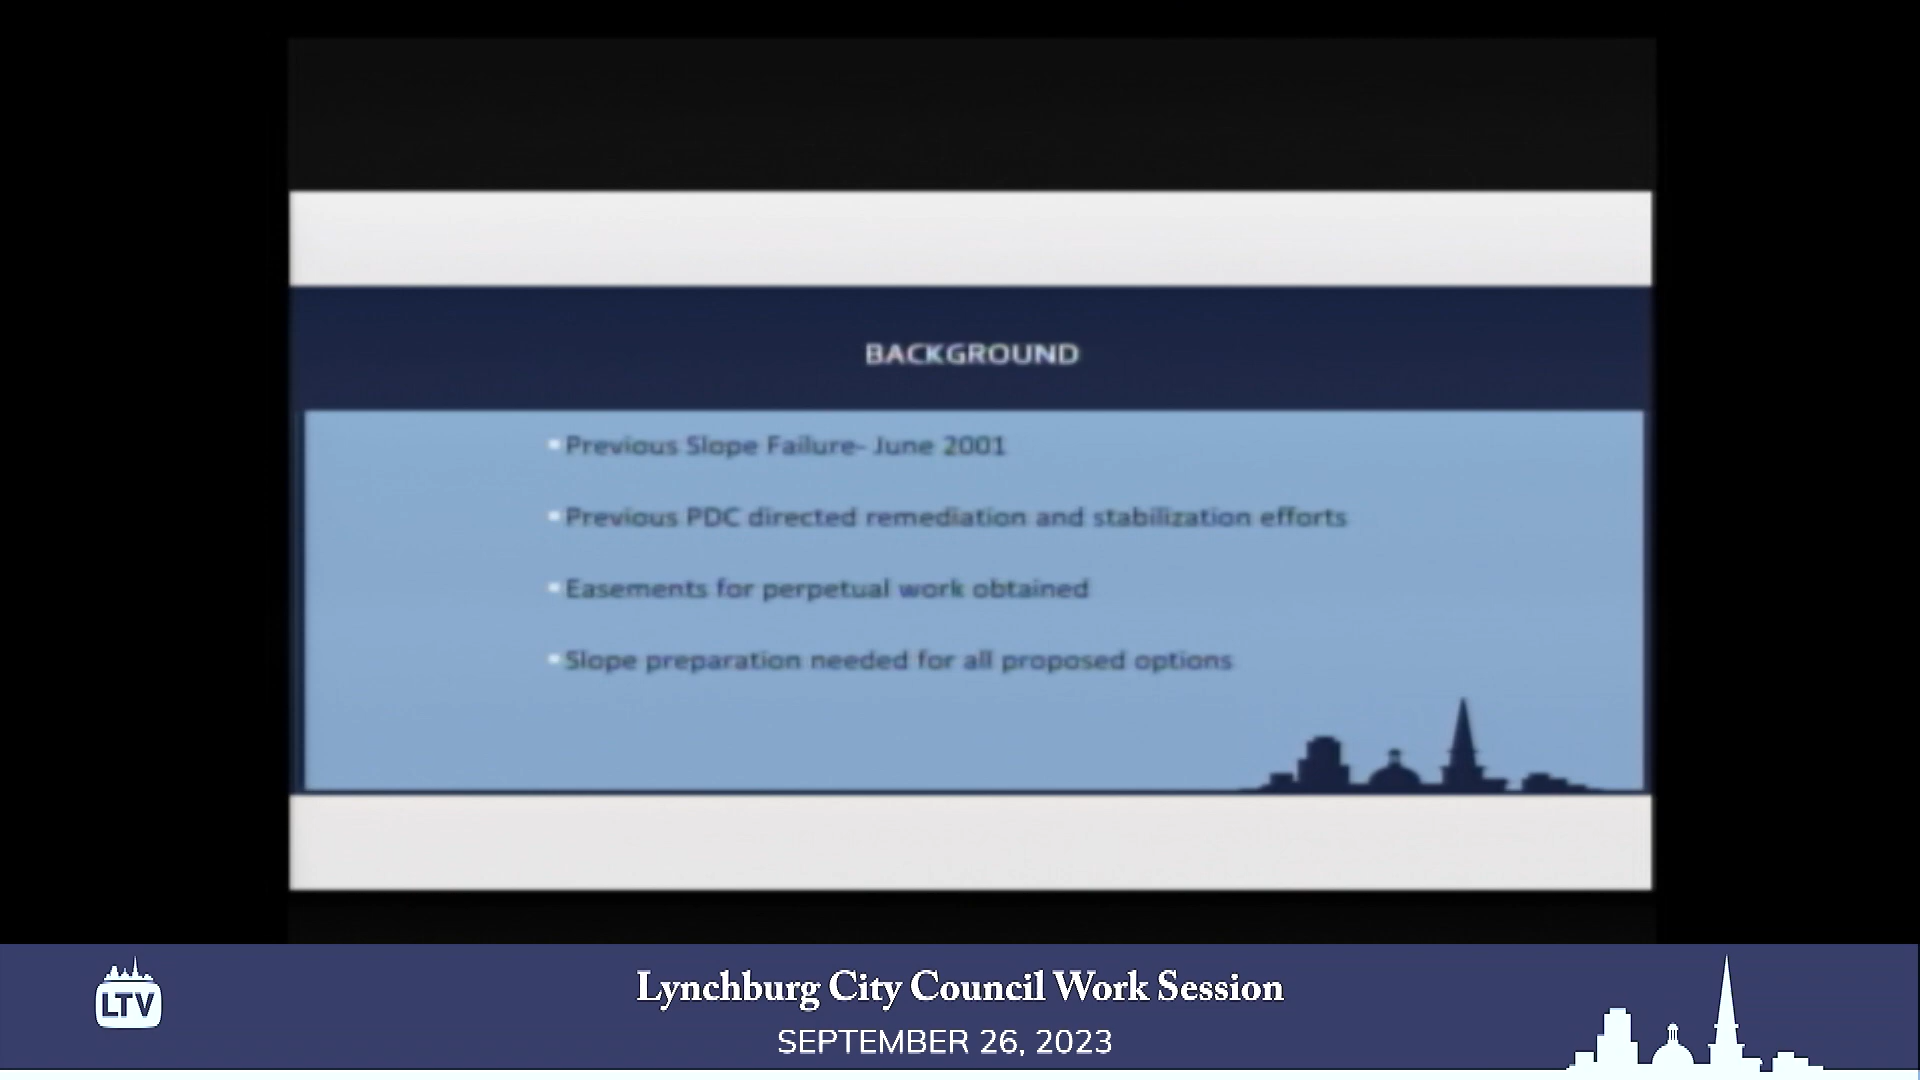 BACKGROUND
Previous Slope Failure- June 2001
Previous PDC directed remediation and stabilization efforts
Easements for perpetual work obtained
Slope preparation needed for all proposed options
LTV
Lynchburg City Council Work Session
SEPTEMBER 26, 2023